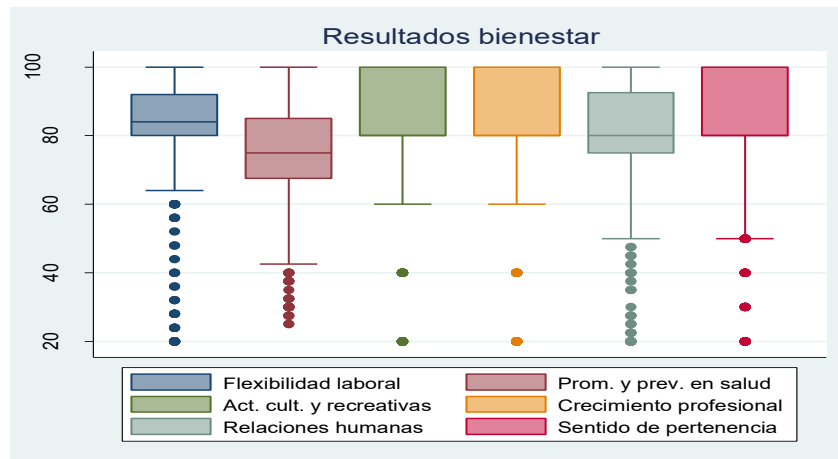 Resultados bienestar
100
80
60
40
20
Flexibilidad laboral
Prom. y prev. en salud
Act. cult. y recreativas
Crecimiento profesional
Relaciones humanas
Sentido de pertenencia